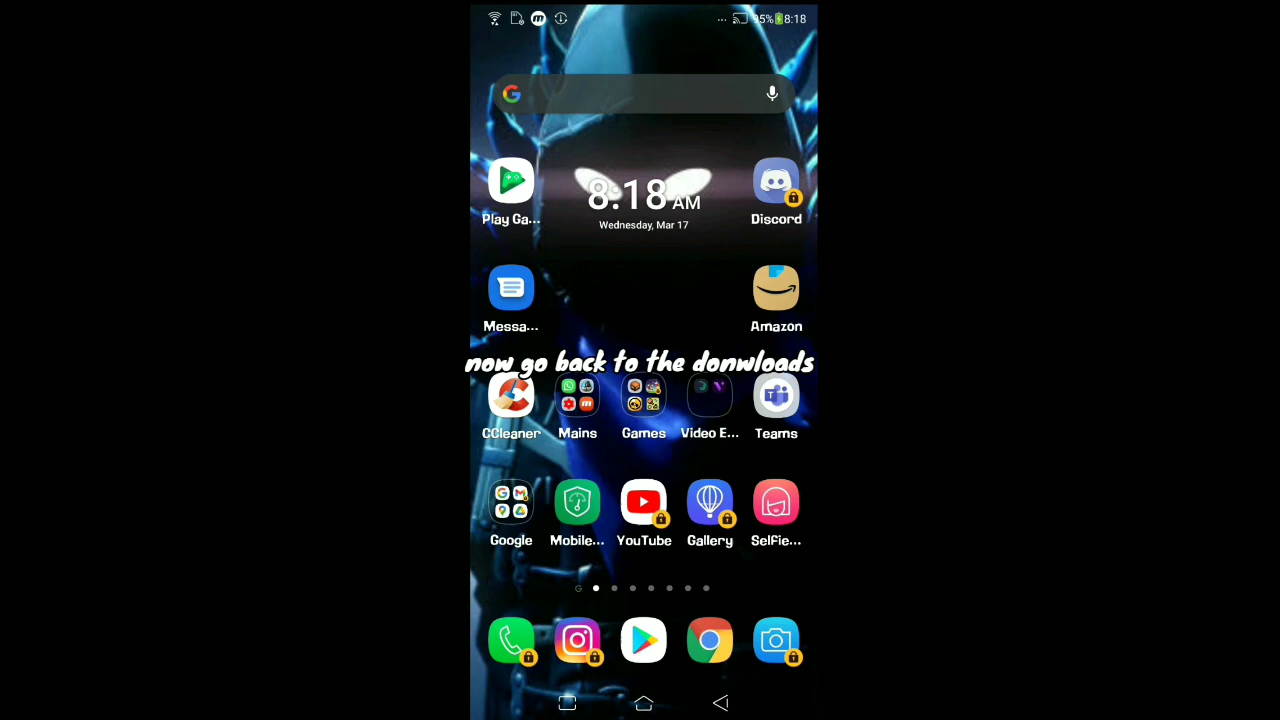 95% 8:18
8:18 AM
Wednesday, Mar 17
Play Ga...
Discord
Messa...
Amazon
now go back to the donwloads
CCleaner
Mains
Games
Video E...
Teams
Google
Mobile...
YouTube
Gallery
Selfie...